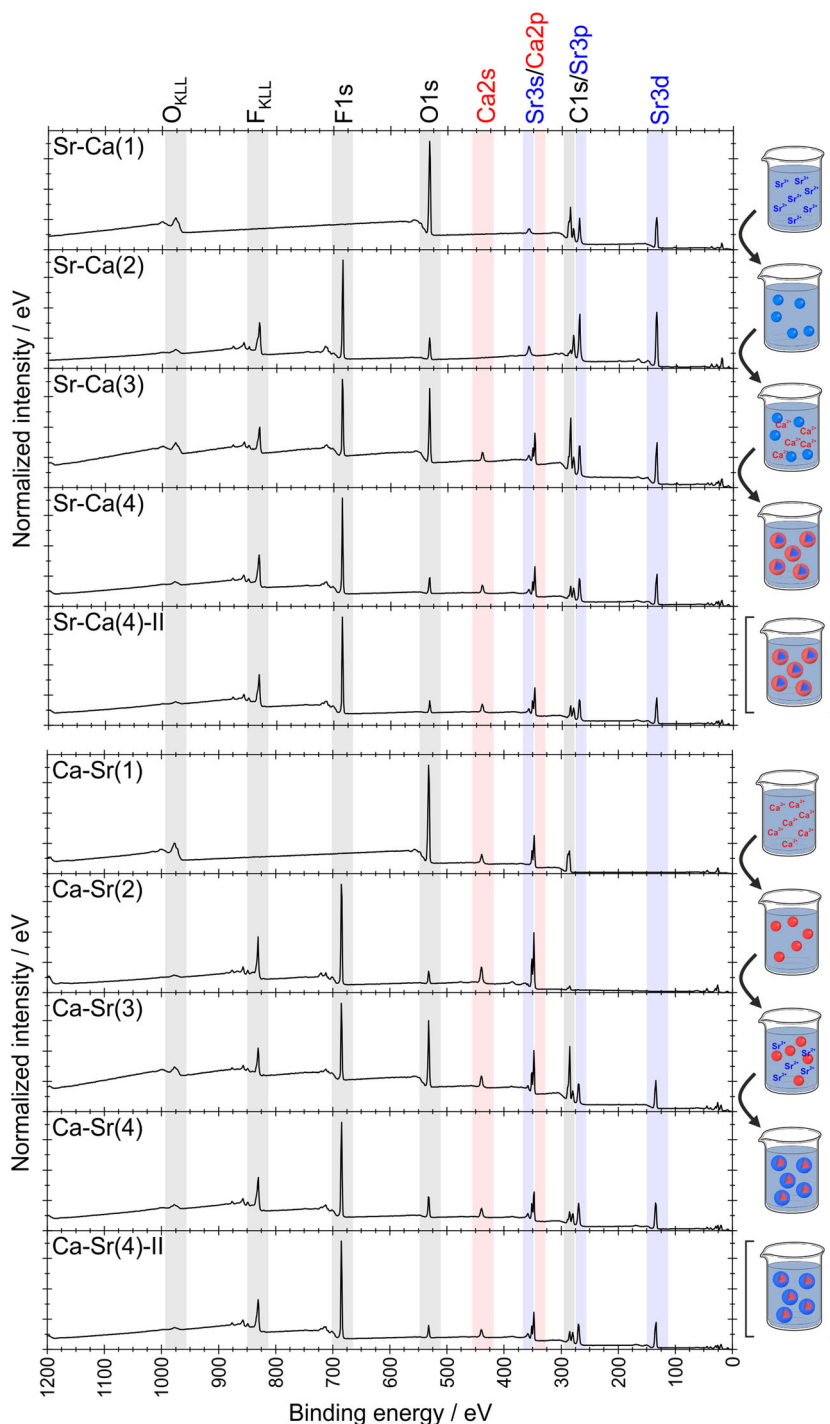 O_KLL
F_KLL
F1s
O1s
Ca2s
Sr3s/Ca2p
C1s/Sr3p
Sr3d
Normalized intensity / eV
Sr-Ca(1)
Sr-Ca(2)
Sr-Ca(3)
Sr-Ca(4)
Sr-Ca(4)-II
Sr²⁺ Sr²⁺
Sr²⁺ Sr²⁺
Sr²⁺
Sr²⁺ Sr²⁺
Sr²⁺
Ca²⁺
Ca²⁺
Ca²⁺ Ca²⁺
Ca²⁺
Normalized intensity / eV
Ca-Sr(1)
Ca-Sr(2)
Ca-Sr(3)
Ca-Sr(4)
Ca-Sr(4)-II
Ca²⁺ Ca²⁺
Ca²⁺
Ca²⁺
Ca²⁺ Ca²⁺
Ca²⁺
Sr²⁺
Sr²⁺
Sr²⁺
Sr²⁺ Sr²⁺
1200 1100 1000 900 800 700 600 500 400 300 200 100 0
Binding energy / eV